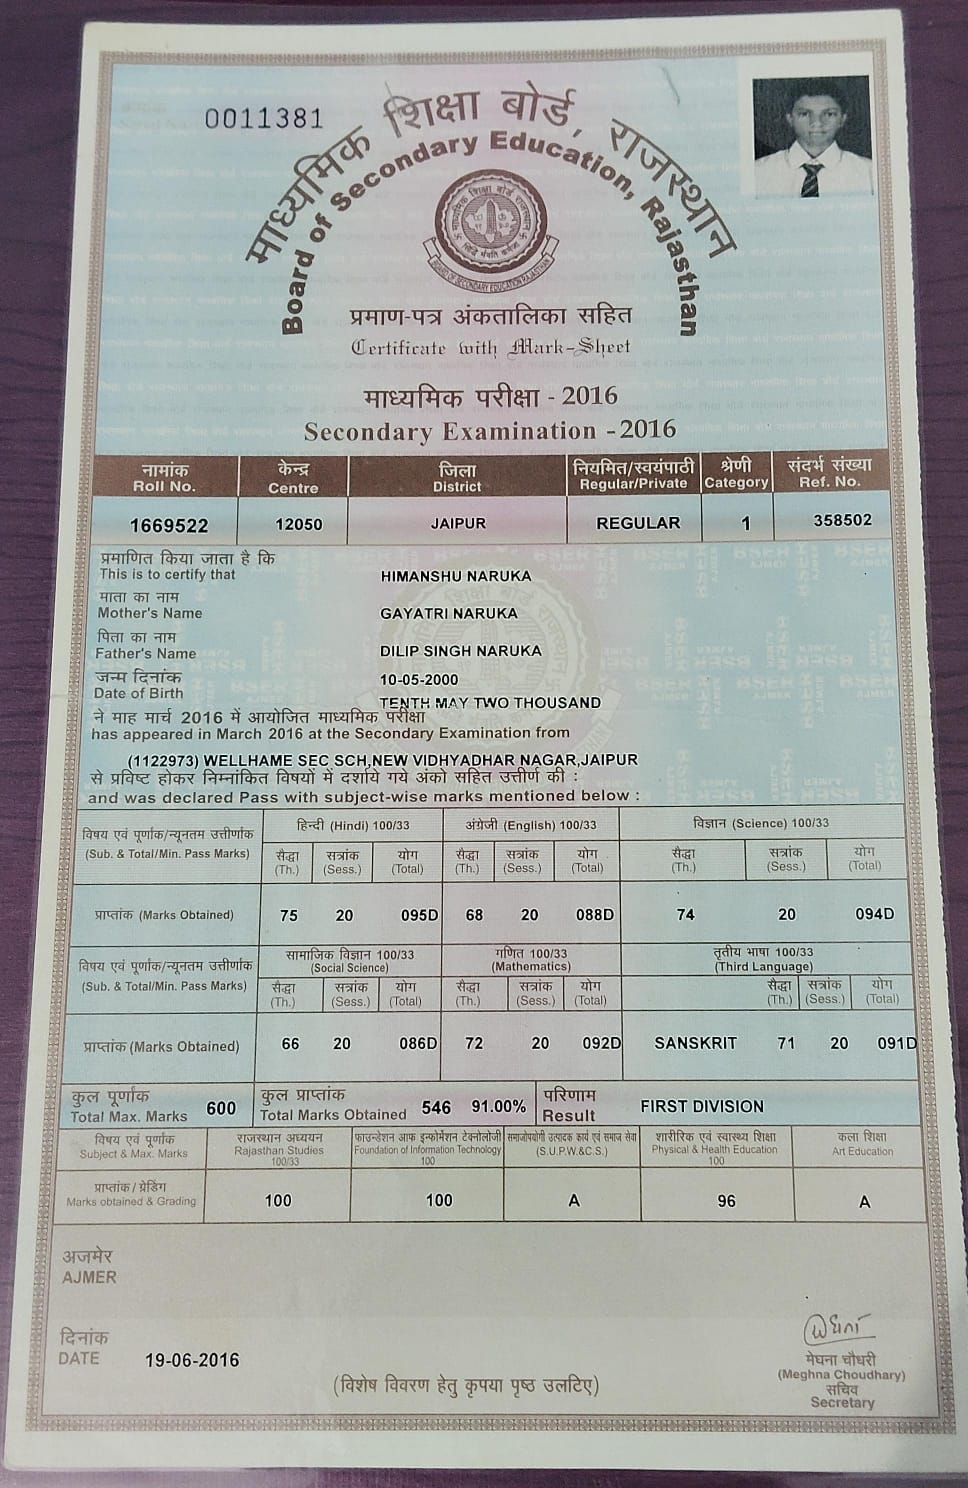 0011381
माध्यमिक शिक्षा बोर्ड, राजस्थान
Board of Secondary Education, Rajasthan
माध्यमिक शिक्षा बोर्ड राजस्थान
BOARD OF SECONDARY EDUCATION RAJASTHAN
प्रमाण-पत्र अंकतालिका सहित
Certificate with Mark-Sheet
माध्यमिक परीक्षा - 2016
Secondary Examination - 2016
नामांक केन्द्र जिला नियमित/स्वयंपाठी श्रेणी संदर्भ संख्या
Roll No. Centre District Regular/Private Category Ref. No.
1669522 12050 JAIPUR REGULAR 1 358502
प्रमाणित किया जाता है कि
This is to certify that HIMANSHU NARUKA
माता का नाम
Mother's Name GAYATRI NARUKA
पिता का नाम
Father's Name DILIP SINGH NARUKA
जन्म दिनांक 10-05-2000
Date of Birth TENTH MAY TWO THOUSAND
ने माह मार्च 2016 में आयोजित माध्यमिक परीक्षा
has appeared in March 2016 at the Secondary Examination from
(1122973) WELLHAME SEC SCH,NEW VIDHYADHAR NAGAR,JAIPUR
से प्रविष्ट होकर निम्नांकित विषयों में दर्शाये गये अंको सहित उत्तीर्ण की :
and was declared Pass with subject-wise marks mentioned below :
विषय एवं पूर्णांक/न्यूनतम उत्तीर्णांक हिन्दी (Hindi) 100/33 अंग्रेजी (English) 100/33 विज्ञान (Science) 100/33
(Sub. & Total/Min. Pass Marks) सैद्धा सत्रांक योग सैद्धा सत्रांक योग सैद्धा सत्रांक योग
(Th.) (Sess.) (Total) (Th.) (Sess.) (Total) (Th.) (Sess.) (Total)
प्राप्तांक (Marks Obtained) 75 20 095D 68 20 088D 74 20 094D
विषय एवं पूर्णांक/न्यूनतम उत्तीर्णांक सामाजिक विज्ञान 100/33 गणित 100/33 तृतीय भाषा 100/33
(Social Science) (Mathematics) (Third Language)
(Sub. & Total/Min. Pass Marks) सैद्धा सत्रांक योग सैद्धा सत्रांक योग सैद्धा सत्रांक योग
(Th.) (Sess.) (Total) (Th.) (Sess.) (Total) (Th.) (Sess.) (Total)
प्राप्तांक (Marks Obtained) 66 20 086D 72 20 092D SANSKRIT 71 20 091D
कुल पूर्णांक 600 कुल प्राप्तांक 546 91.00% परिणाम FIRST DIVISION
Total Max. Marks Total Marks Obtained Result
विषय एवं पूर्णांक राजस्थान अध्ययन फाउन्डेशन आफ इन्फोर्मेशन टेक्नोलोजी समाजोपयोगी उत्पादक कार्य एवं समाज सेवा शारीरिक एवं स्वास्थ्य शिक्षा कला शिक्षा
Subject & Max. Marks Rajasthan Studies Foundation of Information Technology (S.U.P.W.&C.S.) Physical & Health Education Art Education
100/33 100 100
प्राप्तांक / ग्रेडिंग
Marks obtained & Grading 100 100 A 96 A
अजमेर
AJMER
दिनांक
DATE 19-06-2016
मेघना चौधरी
(Meghna Choudhary)
सचिव
Secretary
(विशेष विवरण हेतु कृपया पृष्ठ उलटिए)